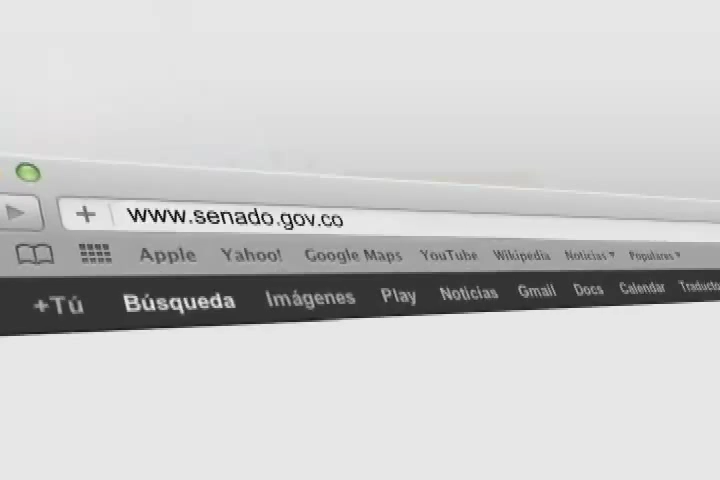 www.senado.gov.co
Apple Yahoo! Google Maps YouTube Wikipedia Noticias Populares
+Tú Búsqueda Imágenes Play Noticias Gmail Docs Calendar Traducto